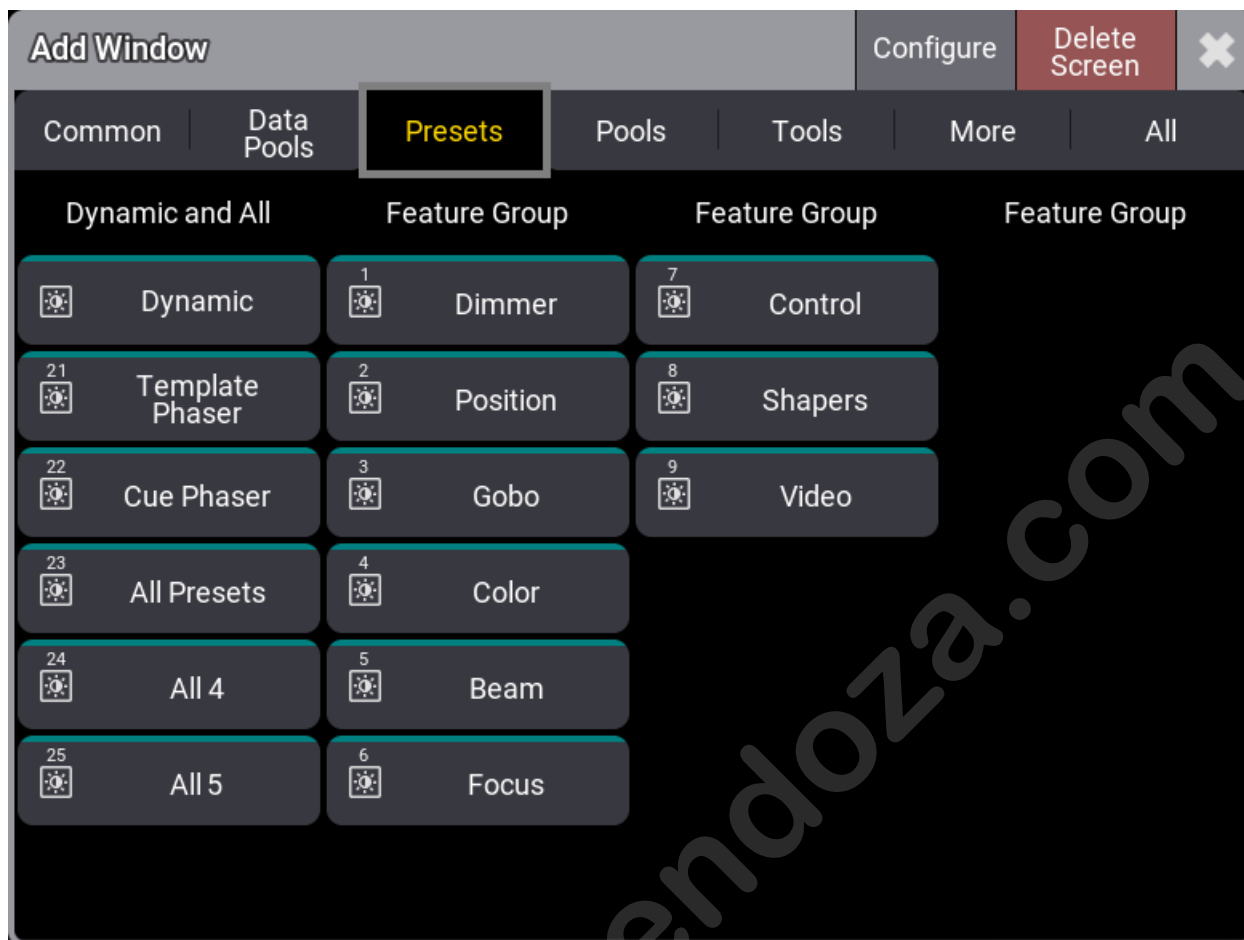 Add Window
Configure
Delete
Screen
Common
Data
Pools
Presets
Pools
Tools
More
All
Dynamic and All
Feature Group
Feature Group
Feature Group
Dynamic
1
Dimmer
7
Control
21
Template
Phaser
2
Position
8
Shapers
22
Cue Phaser
3
Gobo
9
Video
23
All Presets
4
Color
24
All 4
5
Beam
25
All 5
6
Focus
endoza.com